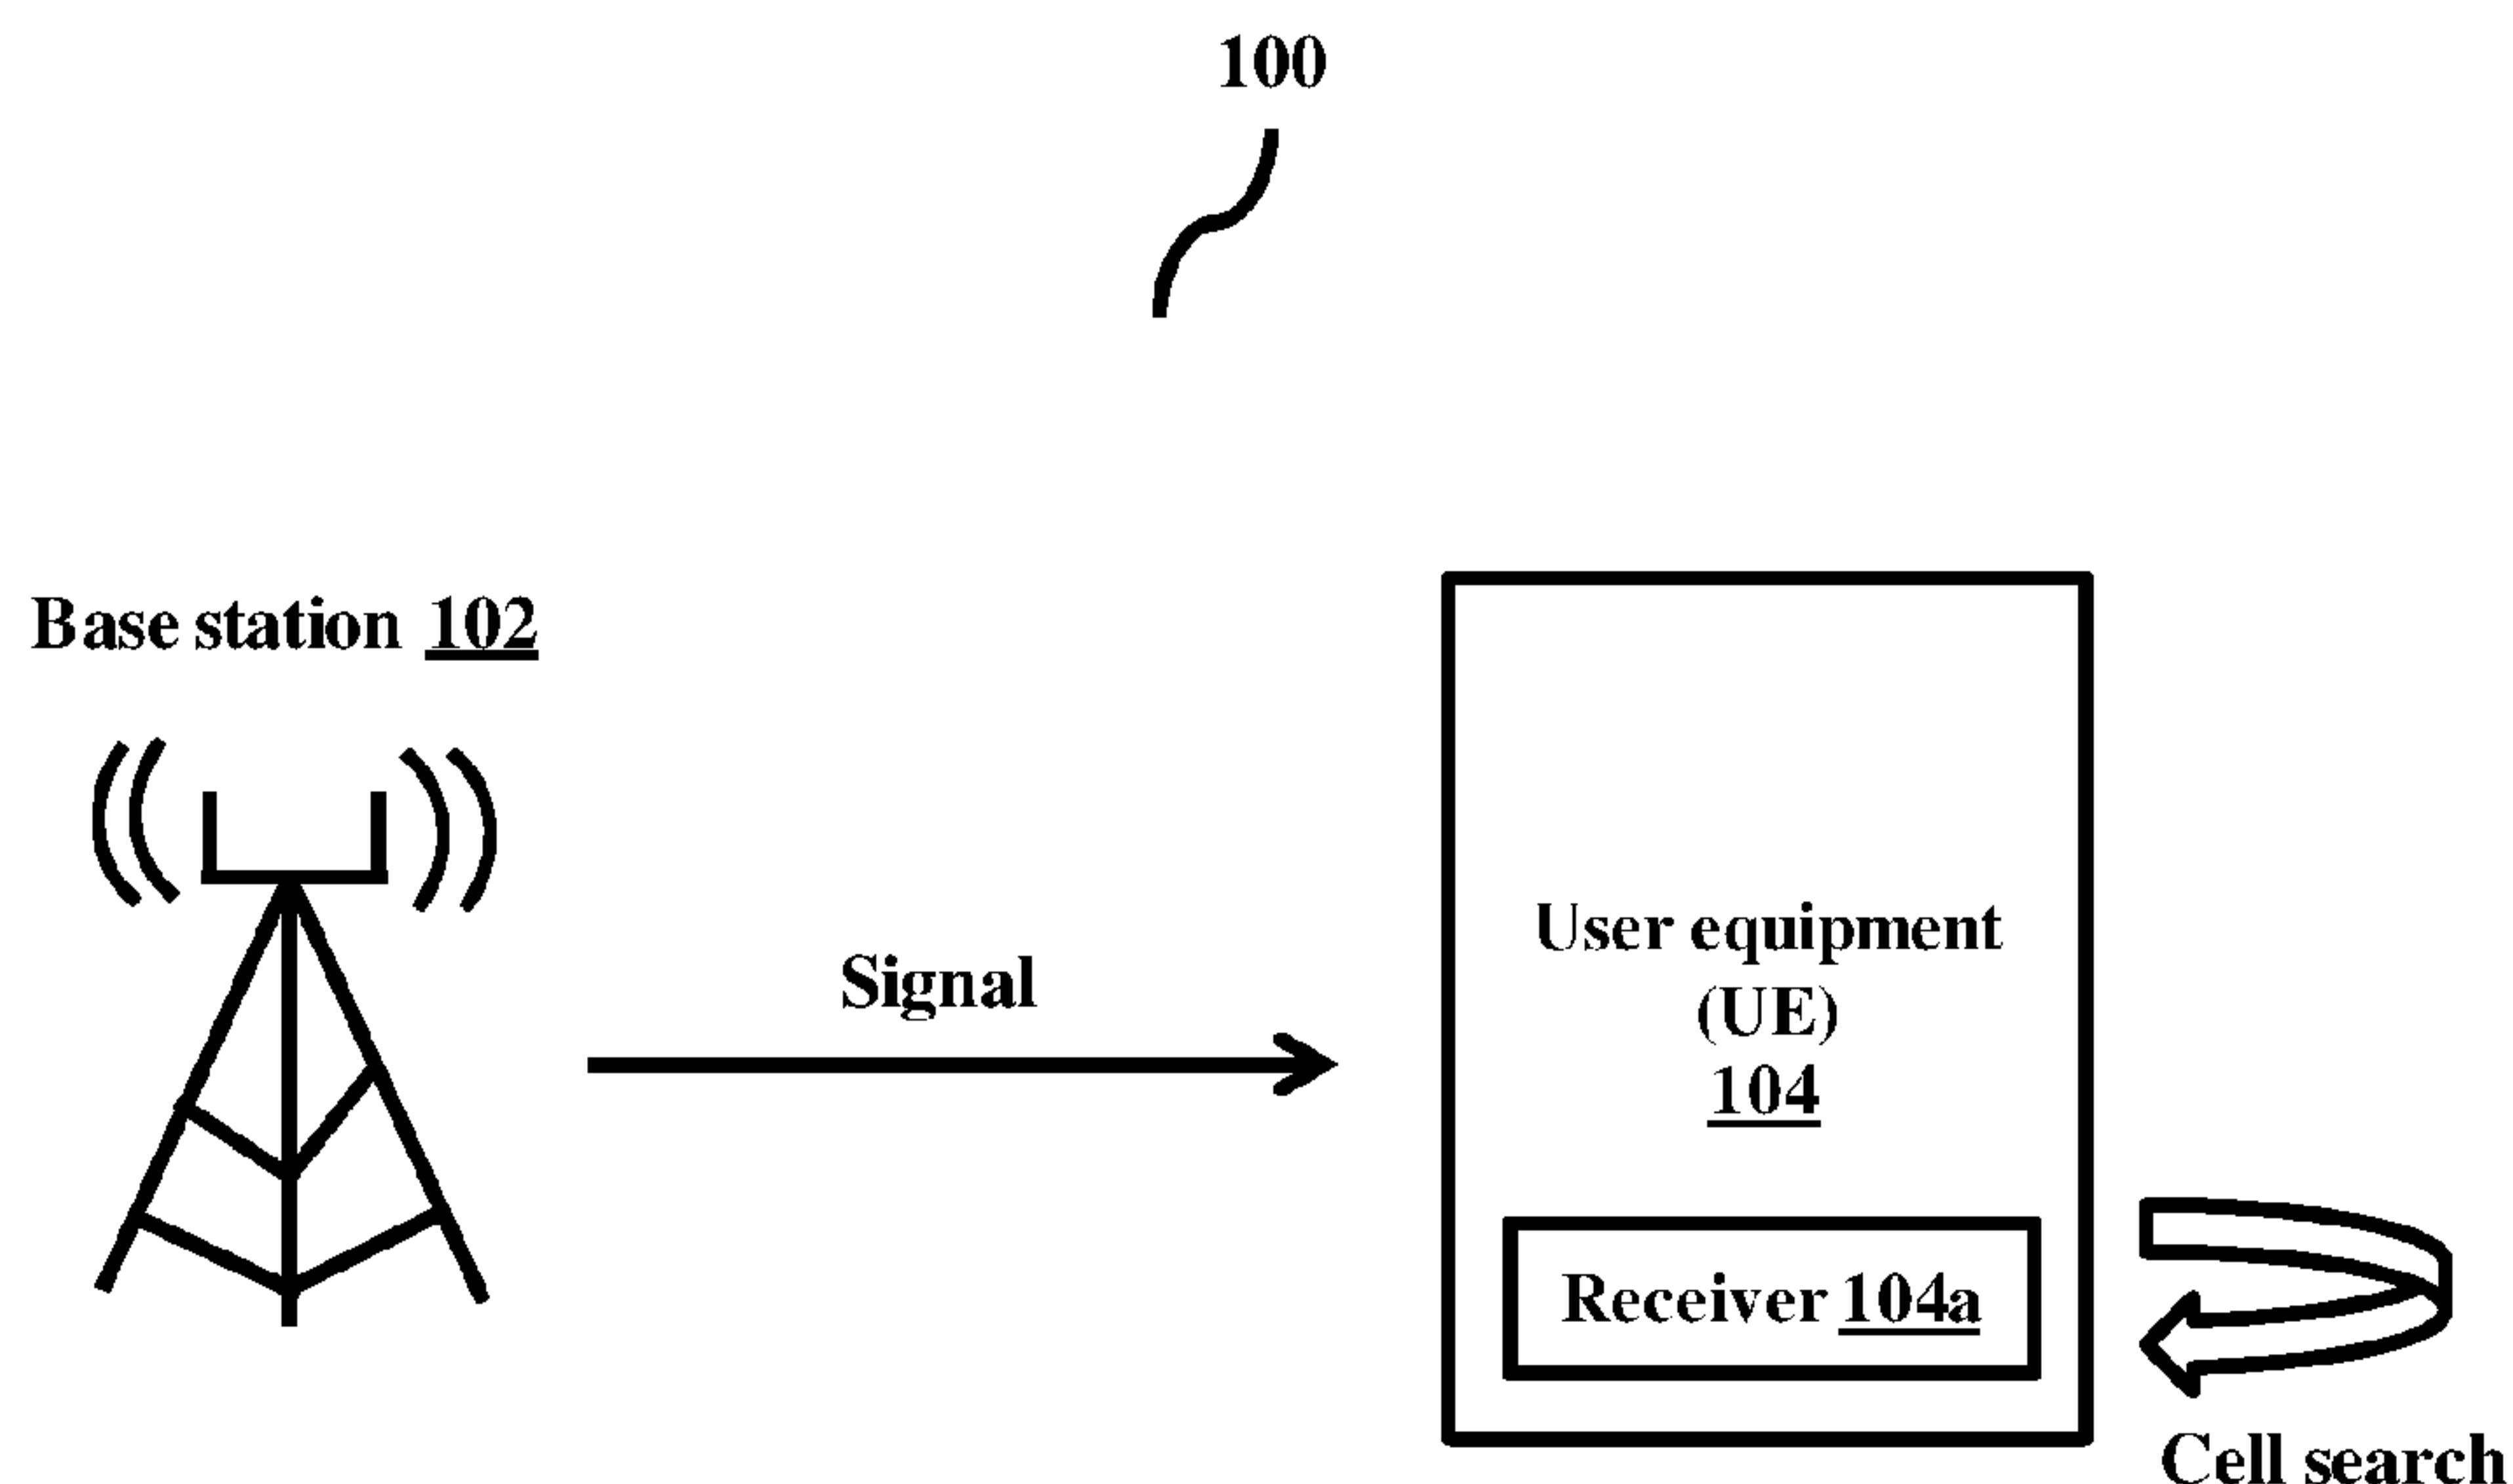 100
Base station 102
Signal
User equipment
(UE)
104
Receiver 104a
Cell search